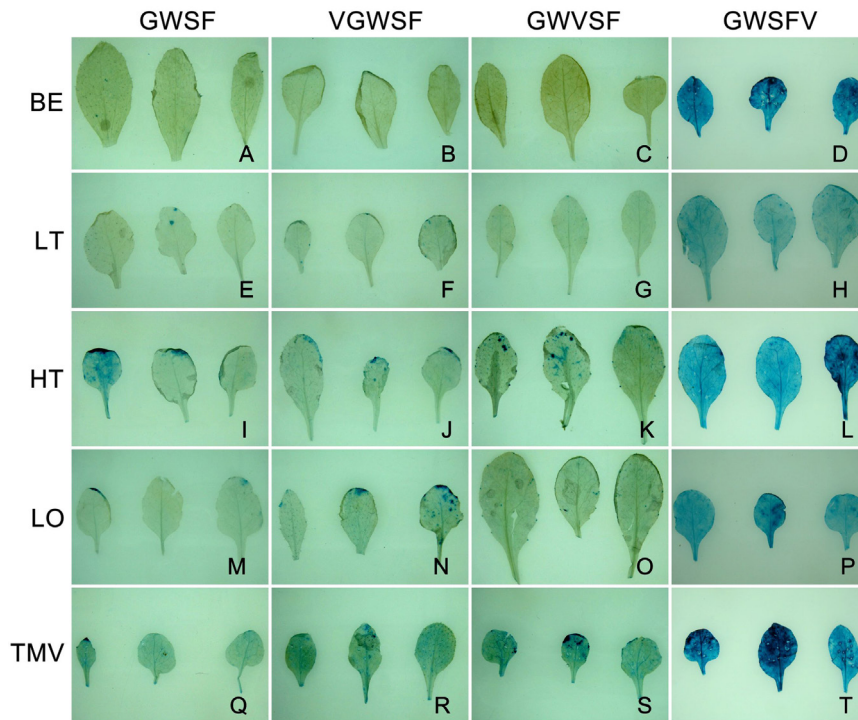 GWSF VGWSF GWVSF GWSFV
BE A B C D
LT E F G H
HT I J K L
LO M N O P
TMV Q R S T